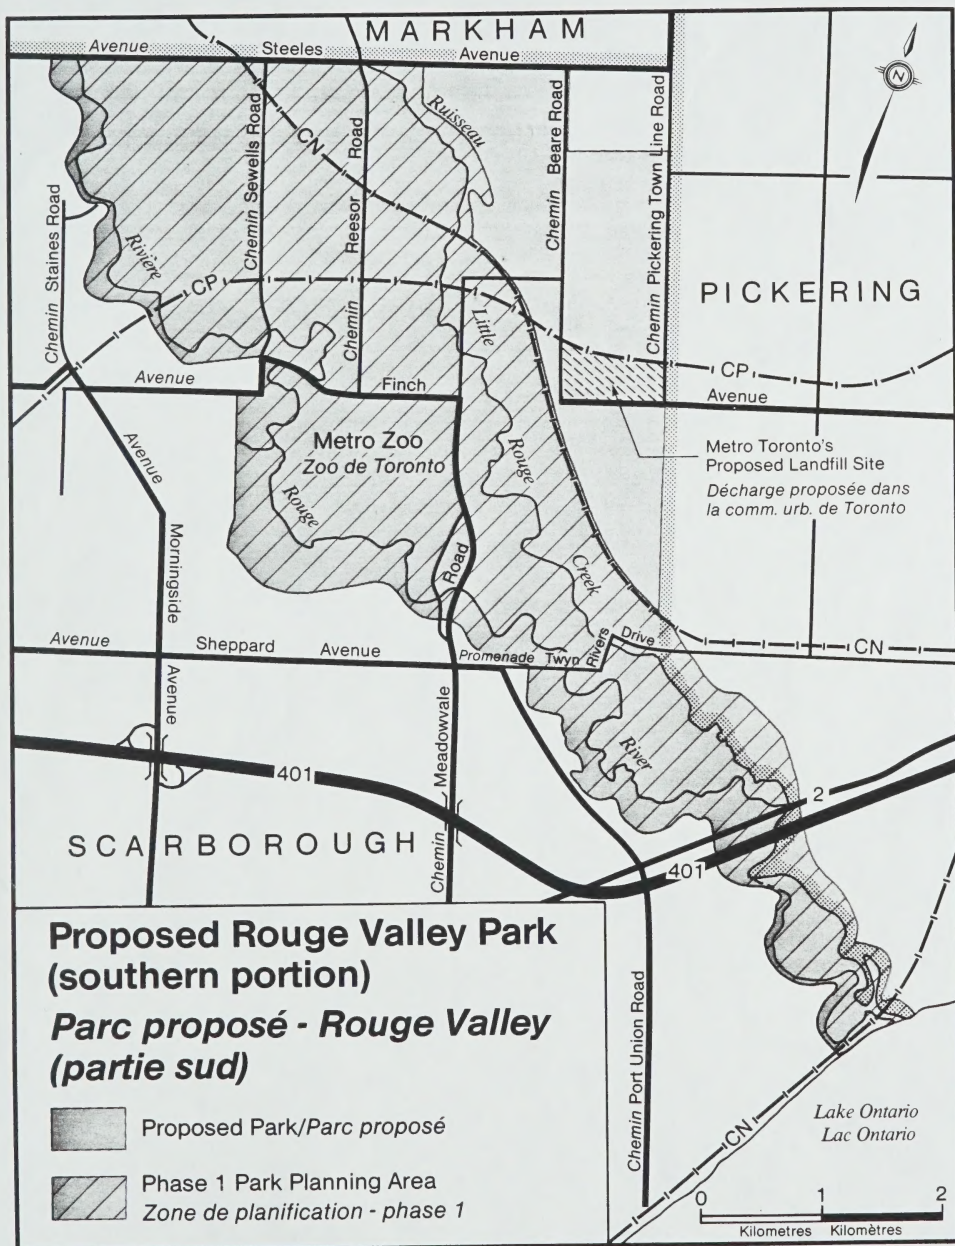 MARKHAM
Avenue Steeles Avenue
N
Ruisseau
Chemin Beare Road
Chemin Pickering Town Line Road
Chemin Sewells Road
CN
Chemin Reesor Road
Chemin Staines Road
Rivière
CP
PICKERING
Little
CP
Avenue
Avenue
Finch
Metro Zoo
Zoo de Toronto
Rouge
Rouge
Metro Toronto's
Proposed Landfill Site
Décharge proposée dans
la comm. urb. de Toronto
Avenue
Morningside
Avenue
Road
Creek
Avenue Sheppard Avenue
Promenade Twyn Rivers Drive
CN
Chemin Meadowvale
River
401
2
SCARBOROUGH
401
Proposed Rouge Valley Park
(southern portion)
Parc proposé - Rouge Valley
(partie sud)
Proposed Park/Parc proposé
Phase 1 Park Planning Area
Zone de planification - phase 1
Chemin Port Union Road
CN
Lake Ontario
Lac Ontario
0 1 2
Kilometres Kilomètres